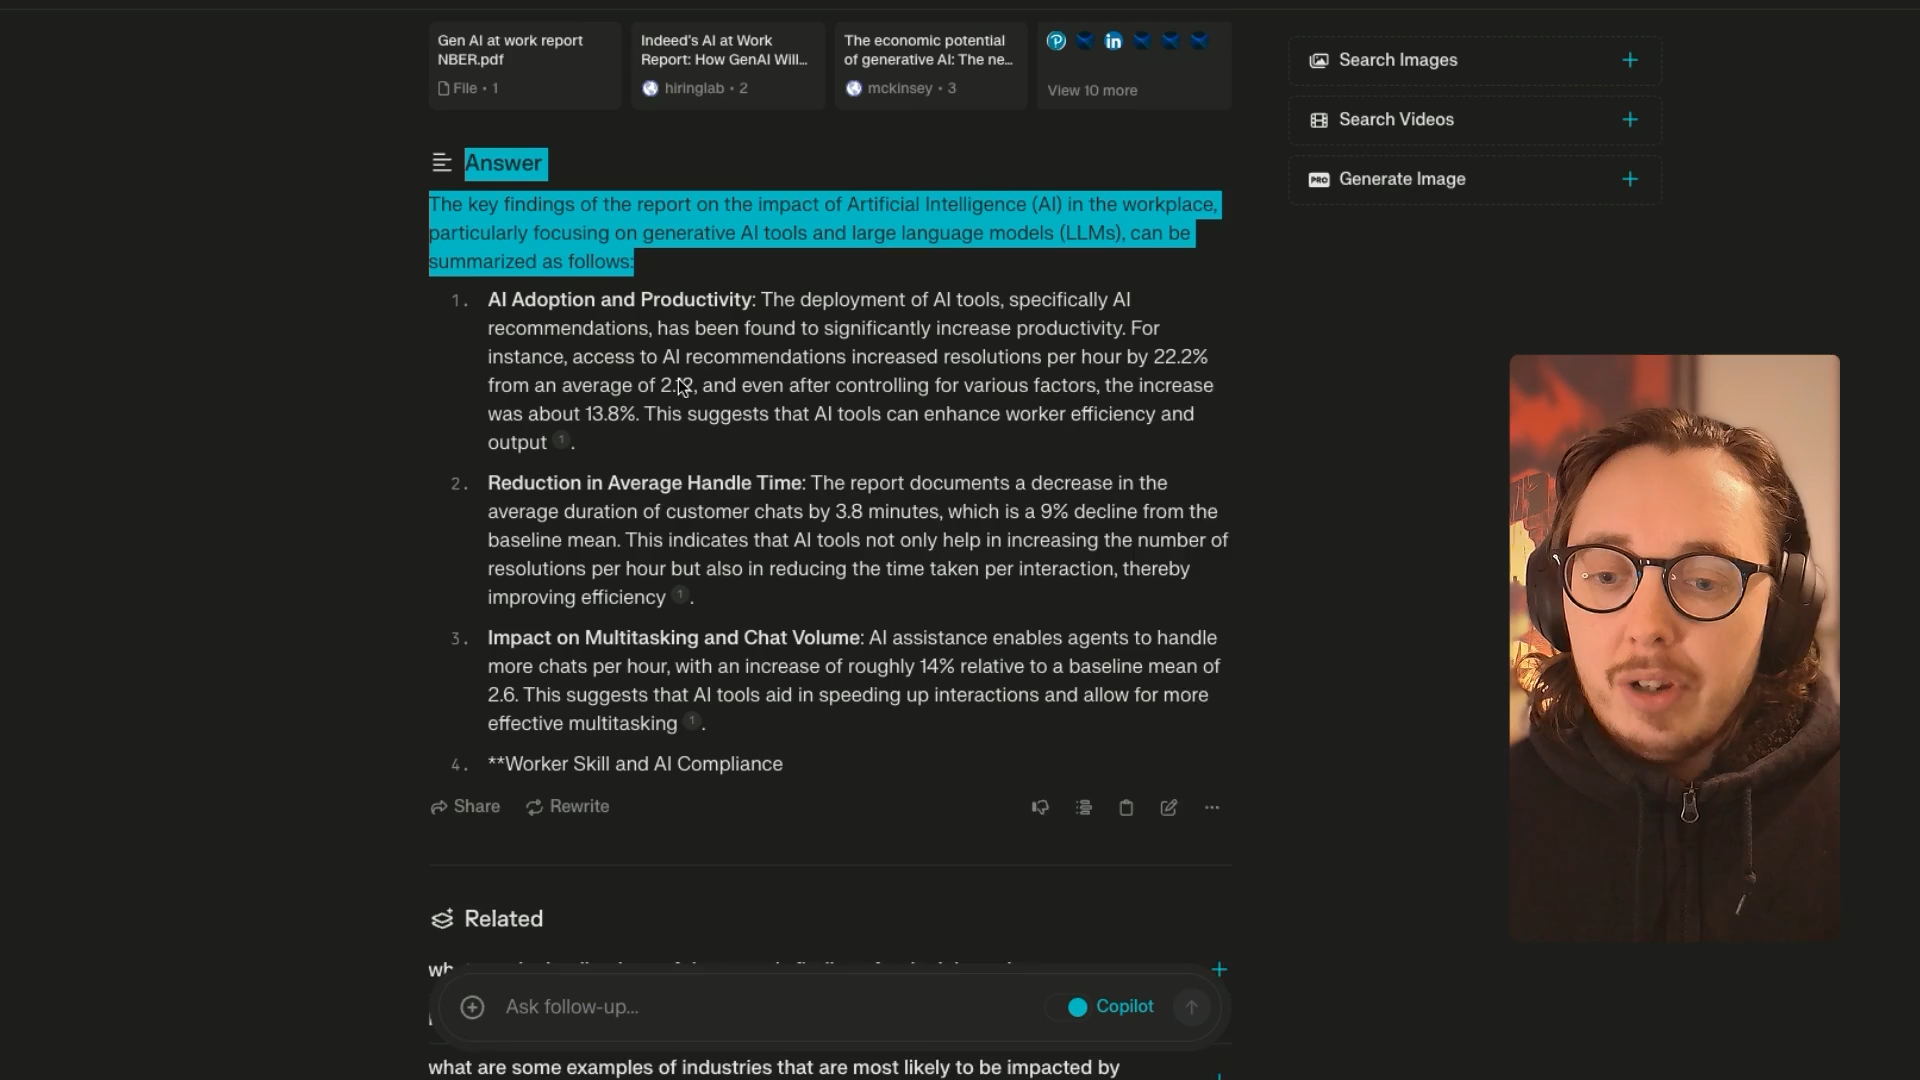 Gen AI at work report
NBER.pdf
File • 1
Indeed's AI at Work
Report: How GenAI Will...
hiringlab • 2
The economic potential
of generative AI: The ne...
mckinsey • 3
View 10 more
Search Images
Search Videos
PRO Generate Image
Answer
The key findings of the report on the impact of Artificial Intelligence (AI) in the workplace,
particularly focusing on generative AI tools and large language models (LLMs), can be
summarized as follows:
1. AI Adoption and Productivity: The deployment of AI tools, specifically AI
recommendations, has been found to significantly increase productivity. For
instance, access to AI recommendations increased resolutions per hour by 22.2%
from an average of and even after controlling for various factors, the increase
was about 13.8%. This suggests that AI tools can enhance worker efficiency and
output 1.
2. Reduction in Average Handle Time: The report documents a decrease in the
average duration of customer chats by 3.8 minutes, which is a 9% decline from the
baseline mean. This indicates that AI tools not only help in increasing the number of
resolutions per hour but also in reducing the time taken per interaction, thereby
improving efficiency 1.
3. Impact on Multitasking and Chat Volume: AI assistance enables agents to handle
more chats per hour, with an increase of roughly 14% relative to a baseline mean of
2.6. This suggests that AI tools aid in speeding up interactions and allow for more
effective multitasking 1.
4. **Worker Skill and AI Compliance
Share
Rewrite
Related
Ask follow-up...
Copilot
what are some examples of industries that are most likely to be impacted by